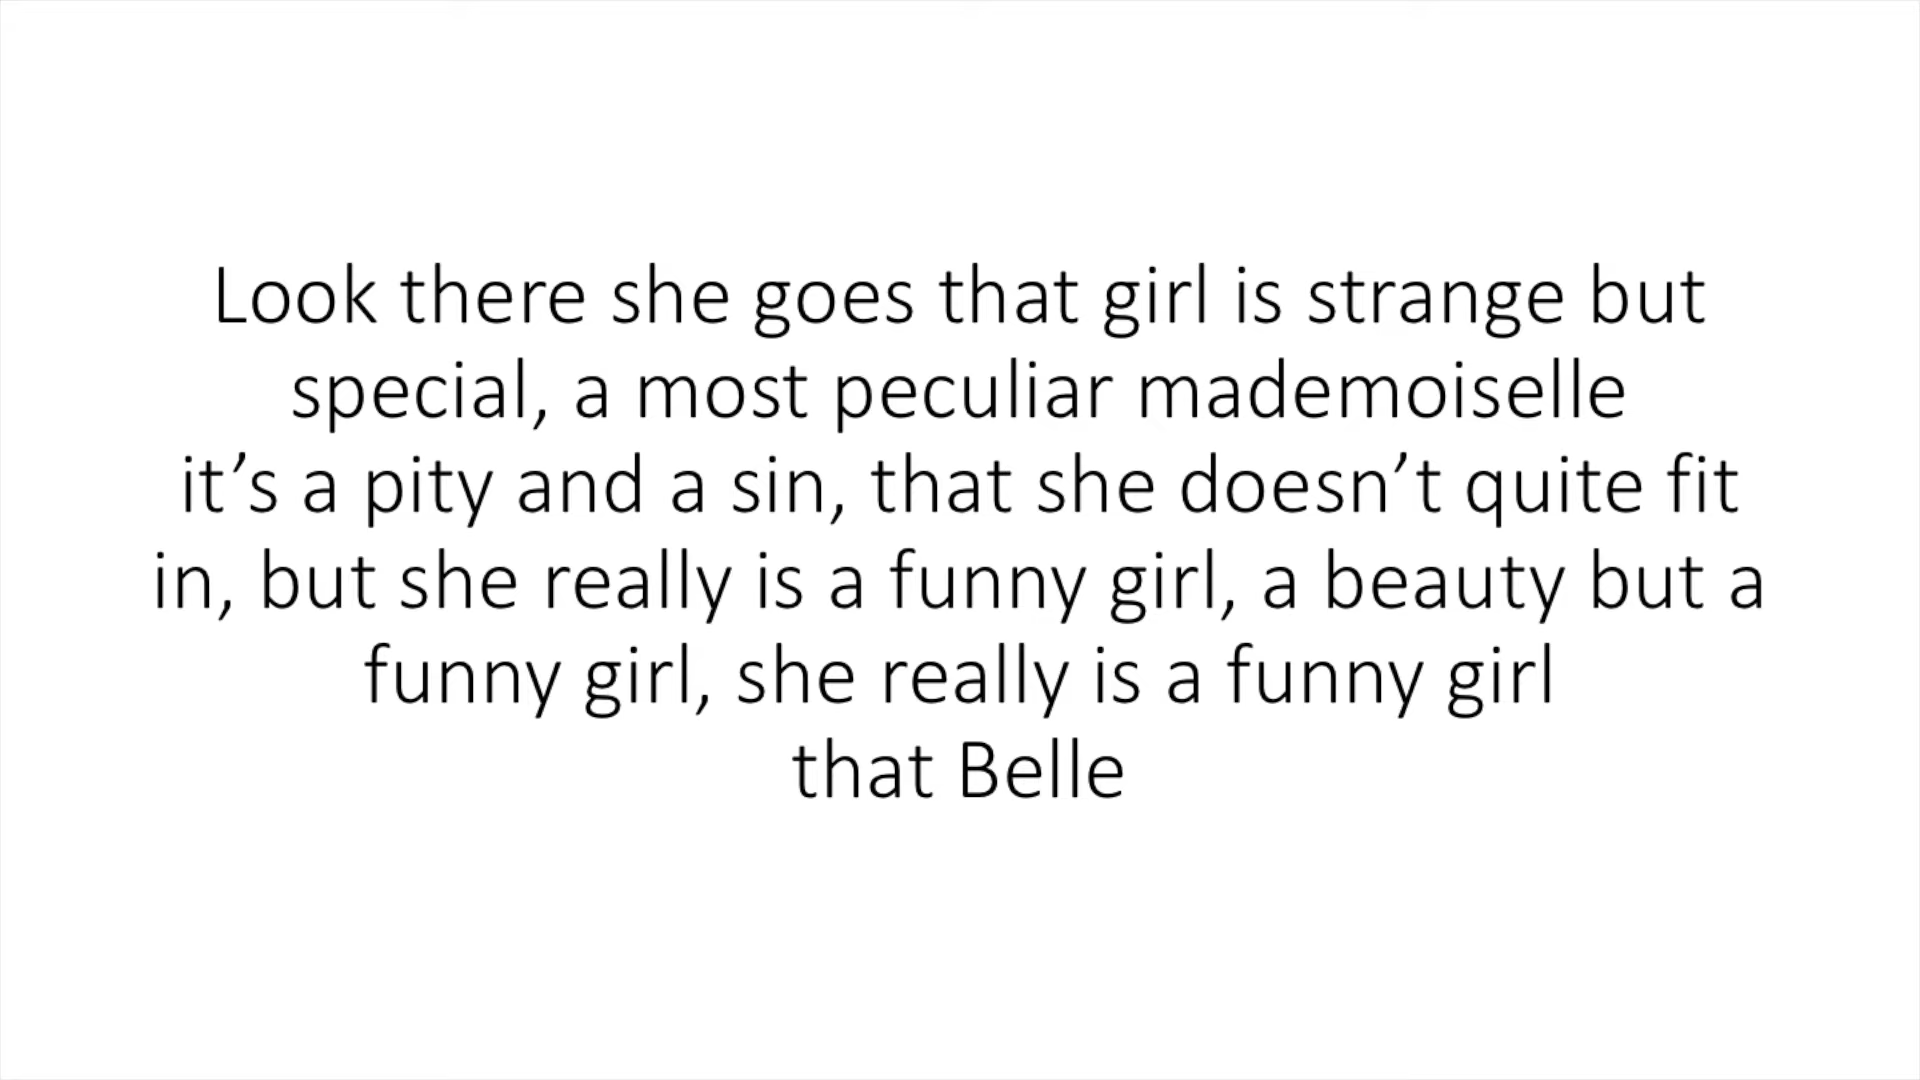 Look there she goes that girl is strange but
special, a most peculiar mademoiselle
it’s a pity and a sin, that she doesn’t quite fit
in, but she really is a funny girl, a beauty but a
funny girl, she really is a funny girl
that Belle